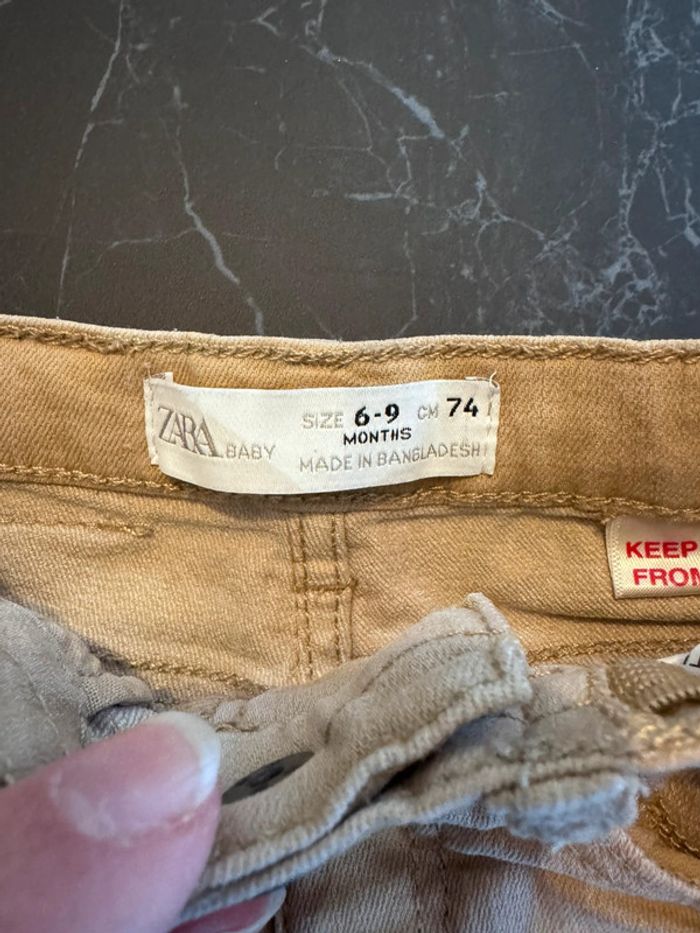 ZARA BABY
SIZE 6-9 CM 74
MONTHS
MADE IN BANGLADESH
KEEP
FROM